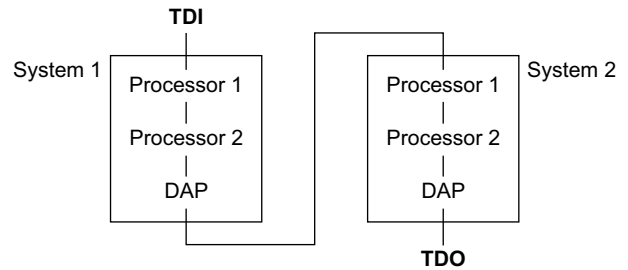 TDI
System 1
Processor 1
Processor 2
DAP
System 2
Processor 1
Processor 2
DAP
TDO